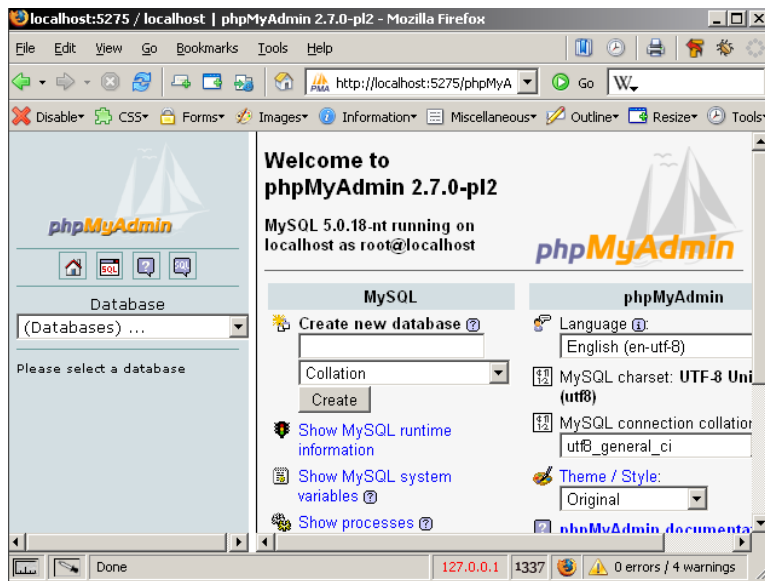 localhost:5275 / localhost | phpMyAdmin 2.7.0-pl2 - Mozilla Firefox
File Edit View Go Bookmarks Tools Help
PMA http://localhost:5275/phpMyA Go W
Disable CSS Forms Images Information Miscellaneous Outline Resize Tools
phpMyAdmin
SQL
SQL
Database
(Databases) ...
Please select a database
Welcome to
phpMyAdmin 2.7.0-pl2
MySQL 5.0.18-nt running on
localhost as root@localhost
phpMyAdmin
MySQL
Create new database
Collation
Create
Show MySQL runtime
information
Show MySQL system
variables
Show processes
phpMyAdmin
Language
:
English (en-utf-8)
MySQL charset: UTF-8 Uni
(utf8)
MySQL connection collation
utf8_general_ci
Theme / Style:
Original
phpMyAdmin documenta
Done 127.0.0.1 1337 0 errors / 4 warnings